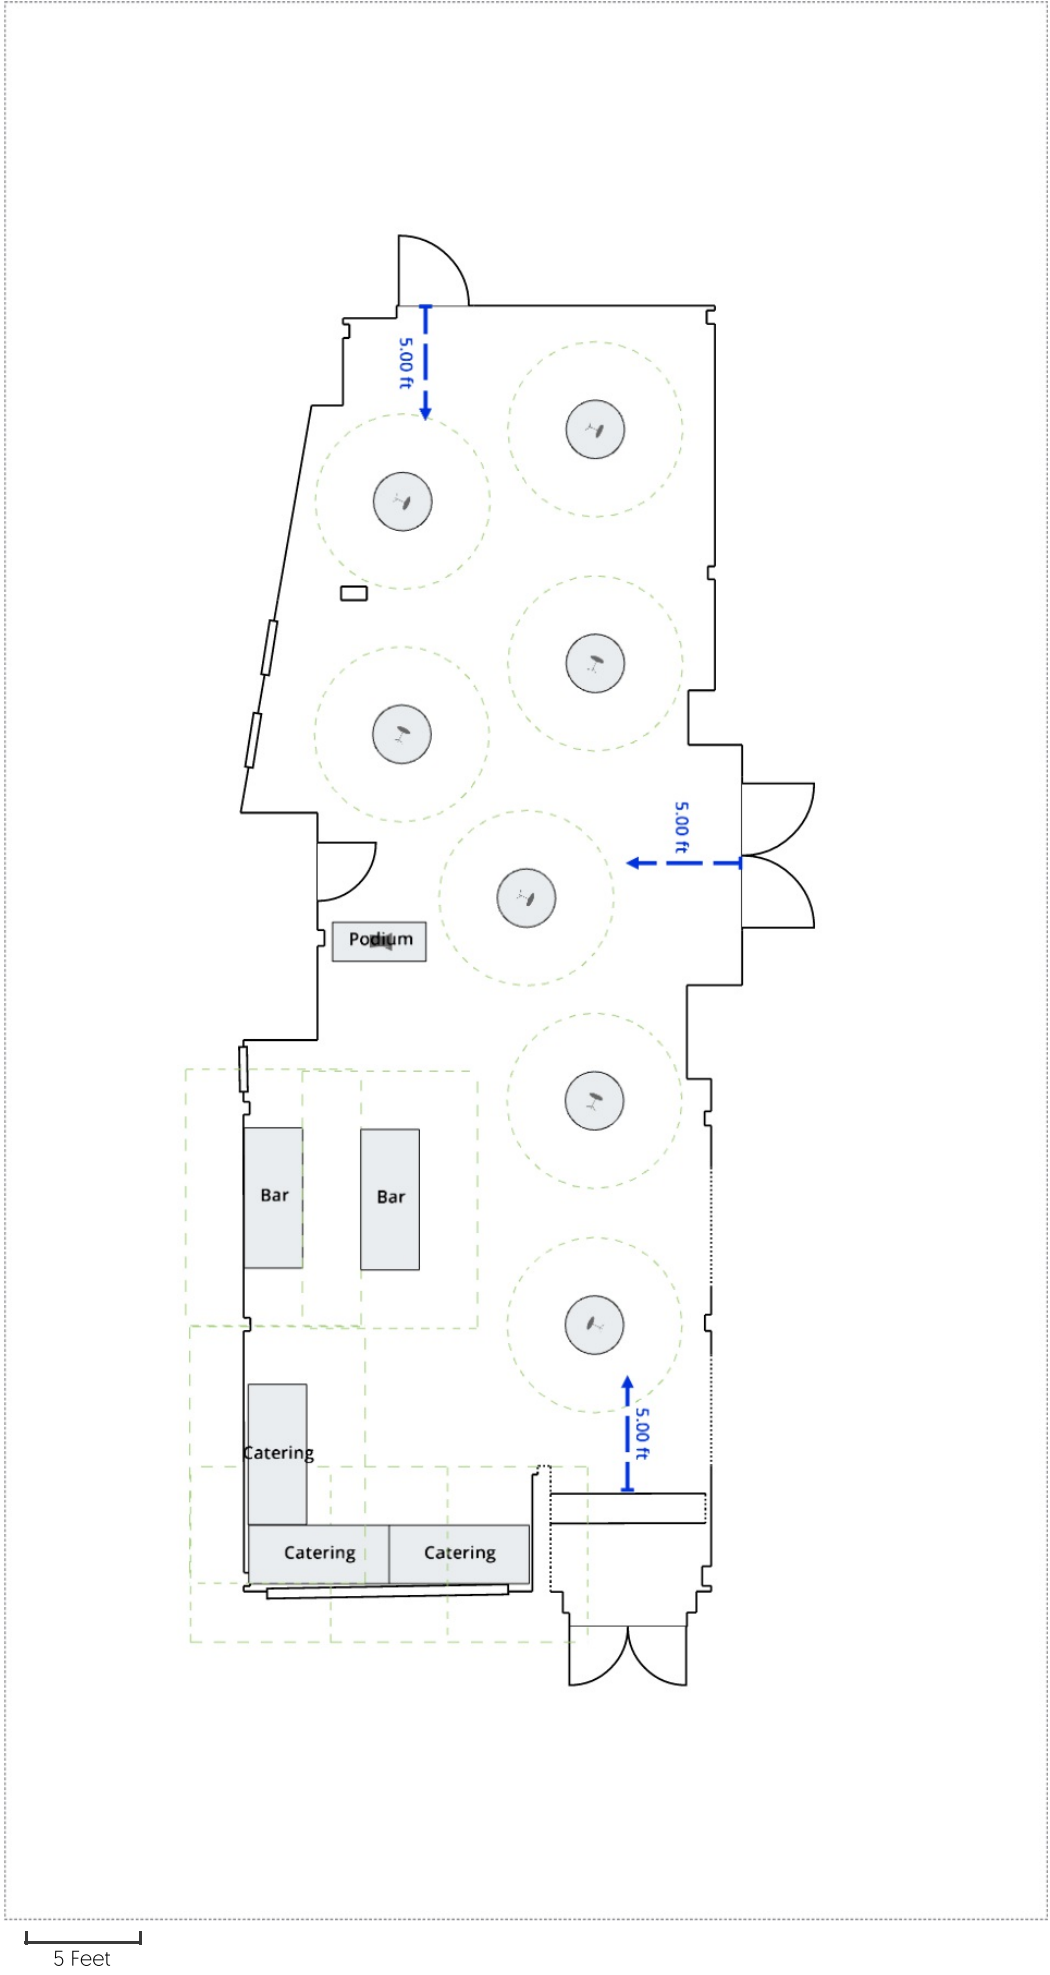 5.00 ft
5.00 ft
Podium
Bar
Bar
5.00 ft
Catering
Catering
Catering
5 Feet